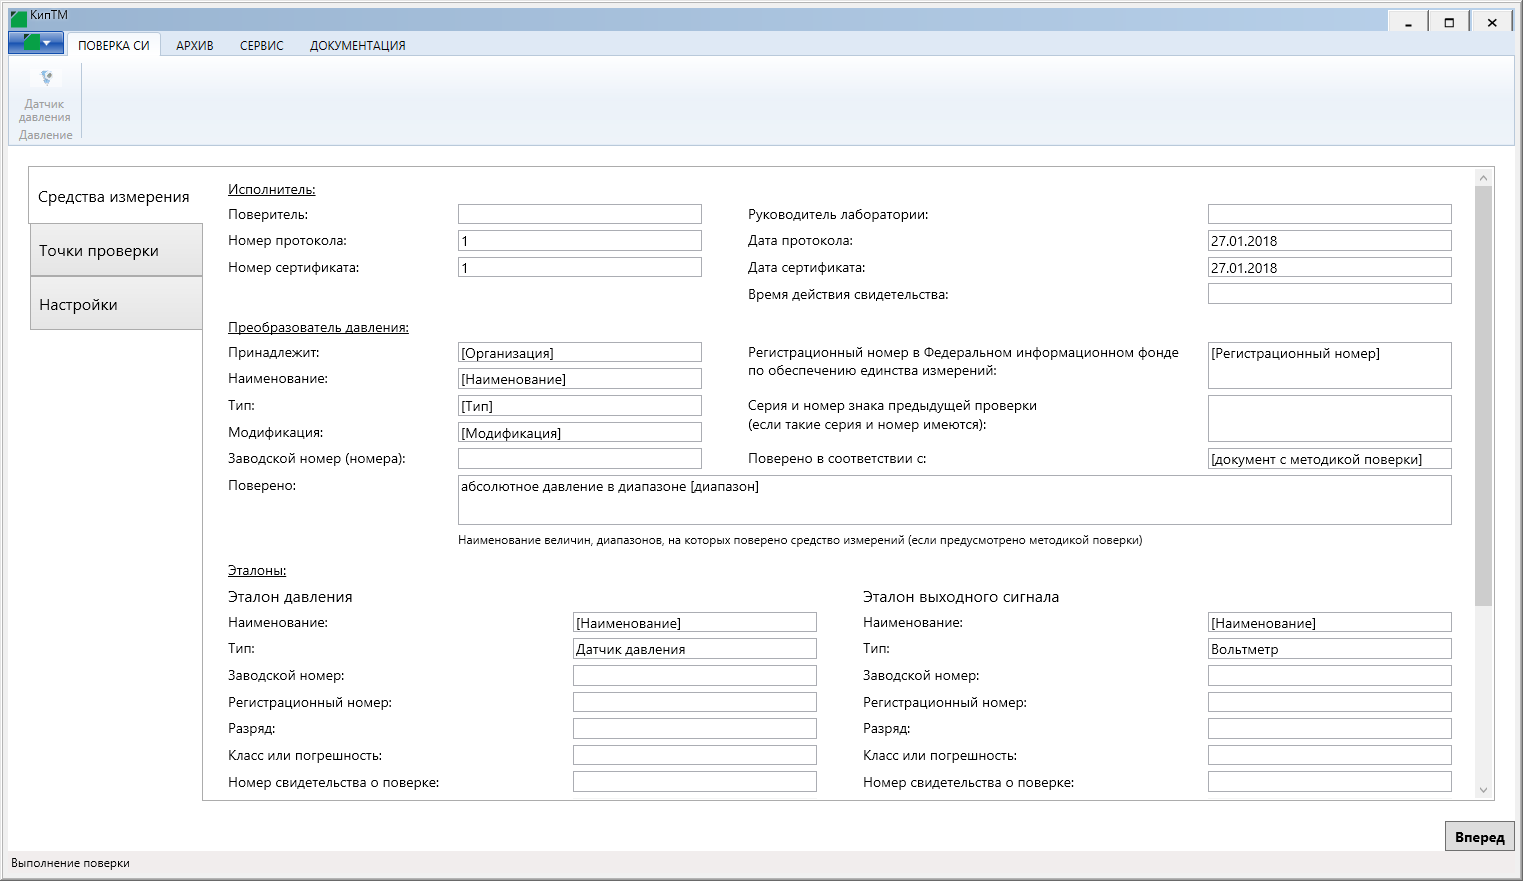 КипТМ
ПОВЕРКА СИ АРХИВ СЕРВИС ДОКУМЕНТАЦИЯ
Датчик
давления
Давление
Средства измерения
Точки проверки
Настройки
Исполнитель:
Поверитель: Руководитель лаборатории:
Номер протокола: 1 Дата протокола: 27.01.2018
Номер сертификата: 1 Дата сертификата: 27.01.2018
Время действия свидетельства:
Преобразователь давления:
Принадлежит: [Организация] Регистрационный номер в Федеральном информационном фонде [Регистрационный номер]
по обеспечению единства измерений:
Наименование: [Наименование]
Тип: [Тип] Серия и номер знака предыдущей проверки
(если такие серия и номер имеются):
Модификация: [Модификация]
Заводской номер (номера): Поверено в соответствии с: [документ с методикой поверки]
Поверено: абсолютное давление в диапазоне [диапазон]
Наименование величин, диапазонов, на которых поверено средство измерений (если предусмотрено методикой поверки)
Эталоны:
Эталон давления Эталон выходного сигнала
Наименование: [Наименование] Наименование: [Наименование]
Тип: Датчик давления Тип: Вольтметр
Заводской номер: Заводской номер:
Регистрационный номер: Регистрационный номер:
Разряд: Разряд:
Класс или погрешность: Класс или погрешность:
Номер свидетельства о поверке: Номер свидетельства о поверке:
Вперед
Выполнение поверки